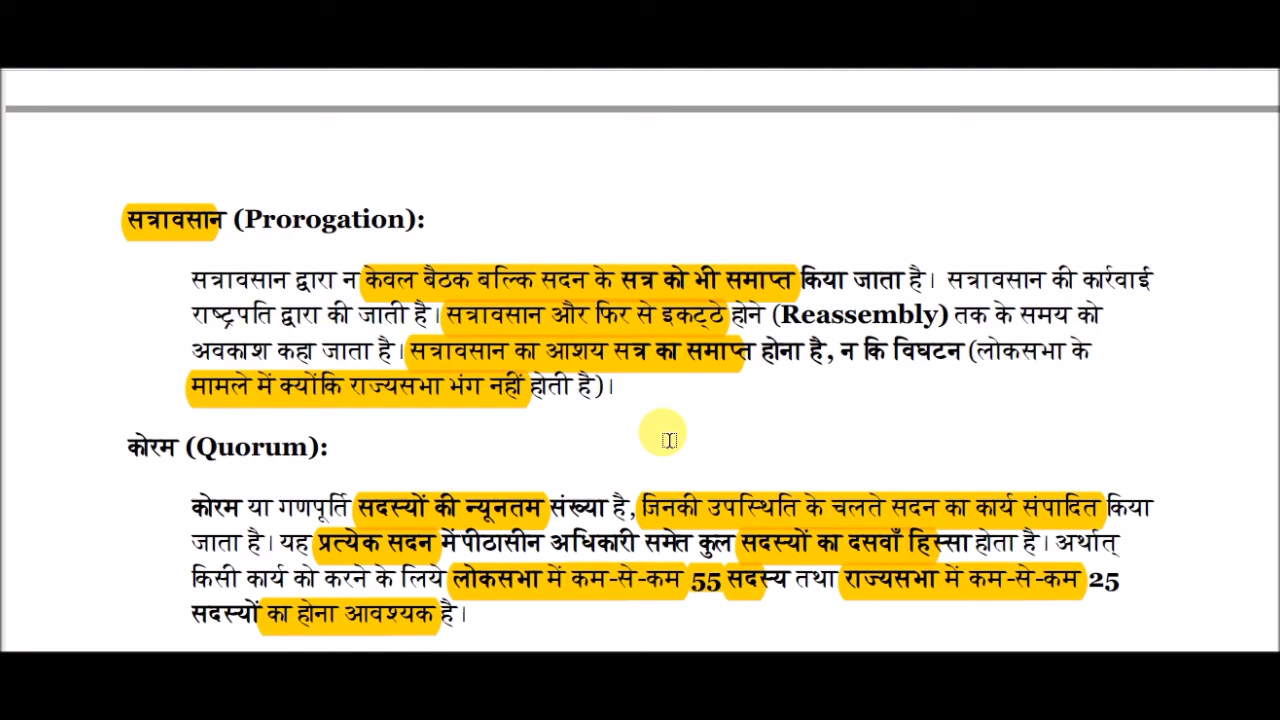 सत्रावसान (Prorogation):
सत्रावसान द्वारा न केवल बैठक बल्कि सदन के सत्र को भी समाप्त किया जाता है। सत्रावसान की कार्रवाई
राष्ट्रपति द्वारा की जाती है। सत्रावसान और फिर से इकट्ठे होने (Reassembly) तक के समय को
अवकाश कहा जाता है। सत्रावसान का आशय सत्र का समाप्त होना है, न कि विघटन (लोकसभा के
मामले में क्योंकि राज्यसभा भंग नहीं होती है)।
कोरम (Quorum):
कोरम या गणपूर्ति सदस्यों की न्यूनतम संख्या है, जिनकी उपस्थिति के चलते सदन का कार्य संपादित किया
जाता है। यह प्रत्येक सदन में पीठासीन अधिकारी समेत कुल सदस्यों का दसवाँ हिस्सा होता है। अर्थात्
किसी कार्य को करने के लिये लोकसभा में कम-से-कम 55 सदस्य तथा राज्यसभा में कम-से-कम 25
सदस्यों का होना आवश्यक है।